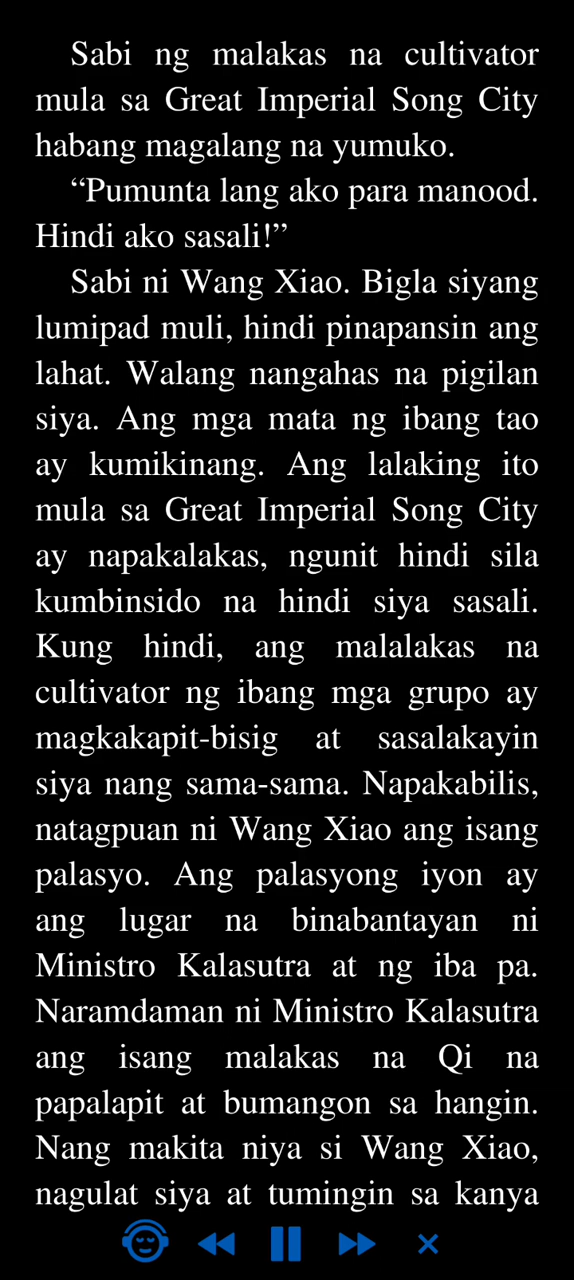 Sabi ng malakas na cultivator
mula sa Great Imperial Song City
habang magalang na yumuko.
“Pumunta lang ako para manood.
Hindi ako sasali!”
Sabi ni Wang Xiao. Bigla siyang
lumipad muli, hindi pinapansin ang
lahat. Walang nangahas na pigilan
siya. Ang mga mata ng ibang tao
ay kumikinang. Ang lalaking ito
mula sa Great Imperial Song City
ay napakalakas, ngunit hindi sila
kumbinsido na hindi siya sasali.
Kung hindi, ang malalakas na
cultivator ng ibang mga grupo ay
magkakapit-bisig at sasalakayin
siya nang sama-sama. Napakabilis,
natagpuan ni Wang Xiao ang isang
palasyo. Ang palasyong iyon ay
ang lugar na binabantayan ni
Ministro Kalasutra at ng iba pa.
Naramdaman ni Ministro Kalasutra
ang isang malakas na Qi na
papalapit at bumangon sa hangin.
Nang makita niya si Wang Xiao,
nagulat siya at tumingin sa kanya